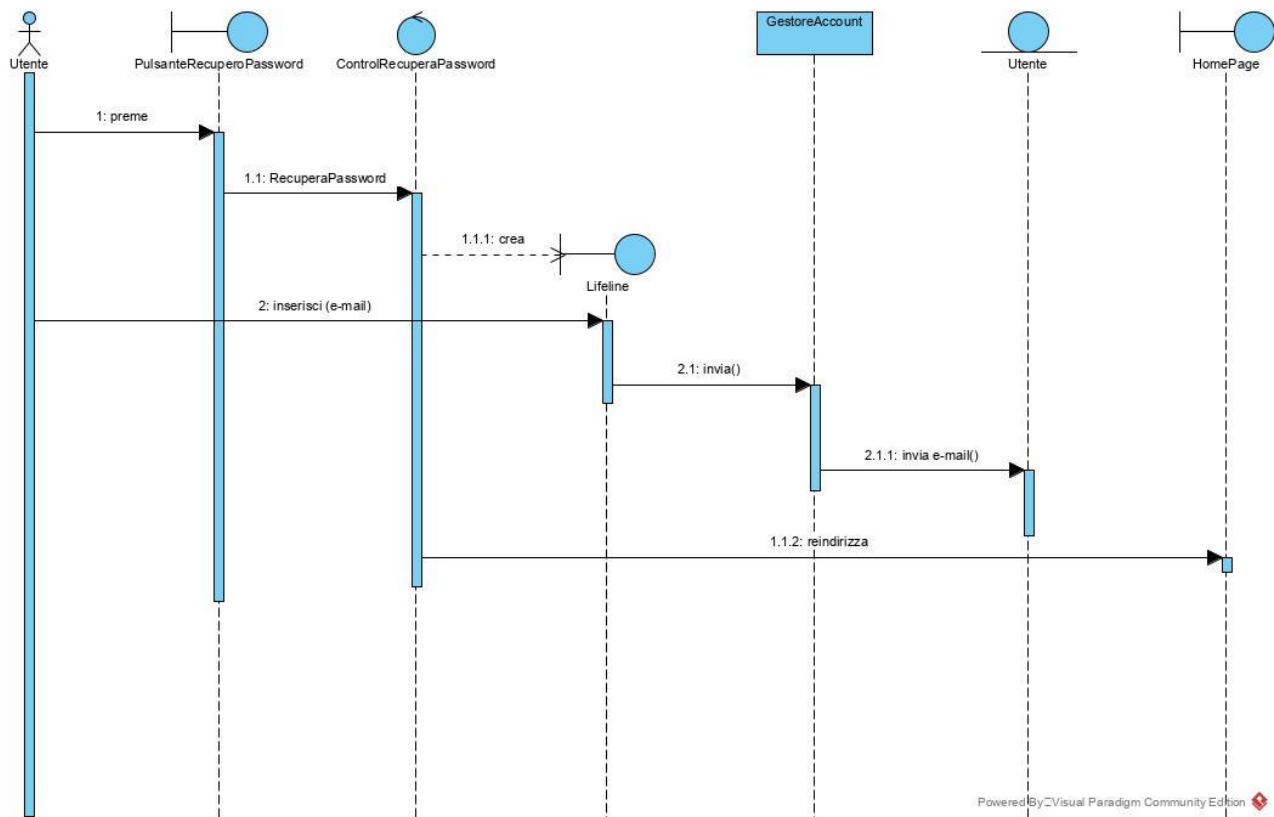 GestoreAccount
Utente
PulsanteRecuperoPassword
ControlRecuperaPassword
Utente
HomePage
1: preme
1.1: RecuperaPassword
1.1.1: crea
Lifeline
2: inserisci (e-mail)
2.1: invia()
2.1.1: invia e-mail()
1.1.2: reindirizza
Powered By Visual Paradigm Community Edition